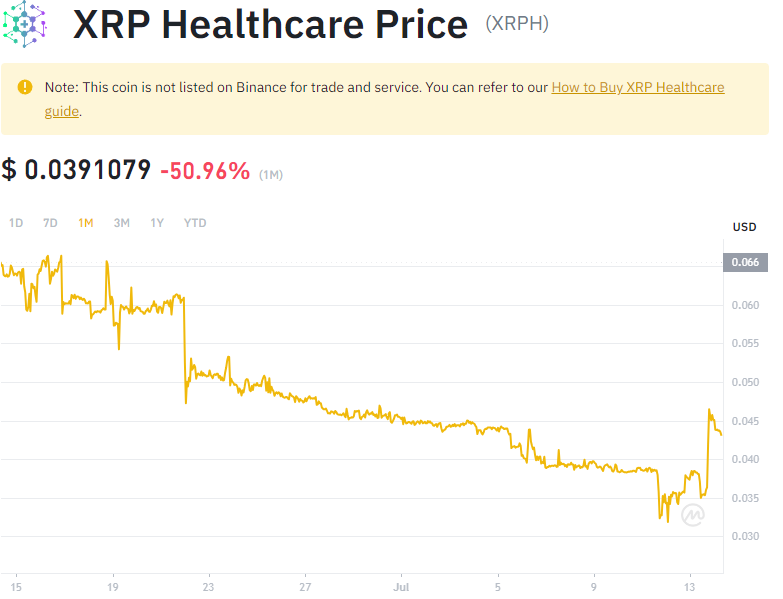 XRP Healthcare Price (XRPH)
Note: This coin is not listed on Binance for trade and service. You can refer to our How to Buy XRP Healthcare
guide.
$ 0.0391079 -50.96% (1M)
1D 7D 1M 3M 1Y YTD
USD
0.066
0.060
0.055
0.050
0.045
0.040
0.035
0.030
15 19 23 27 Jul 5 9 13